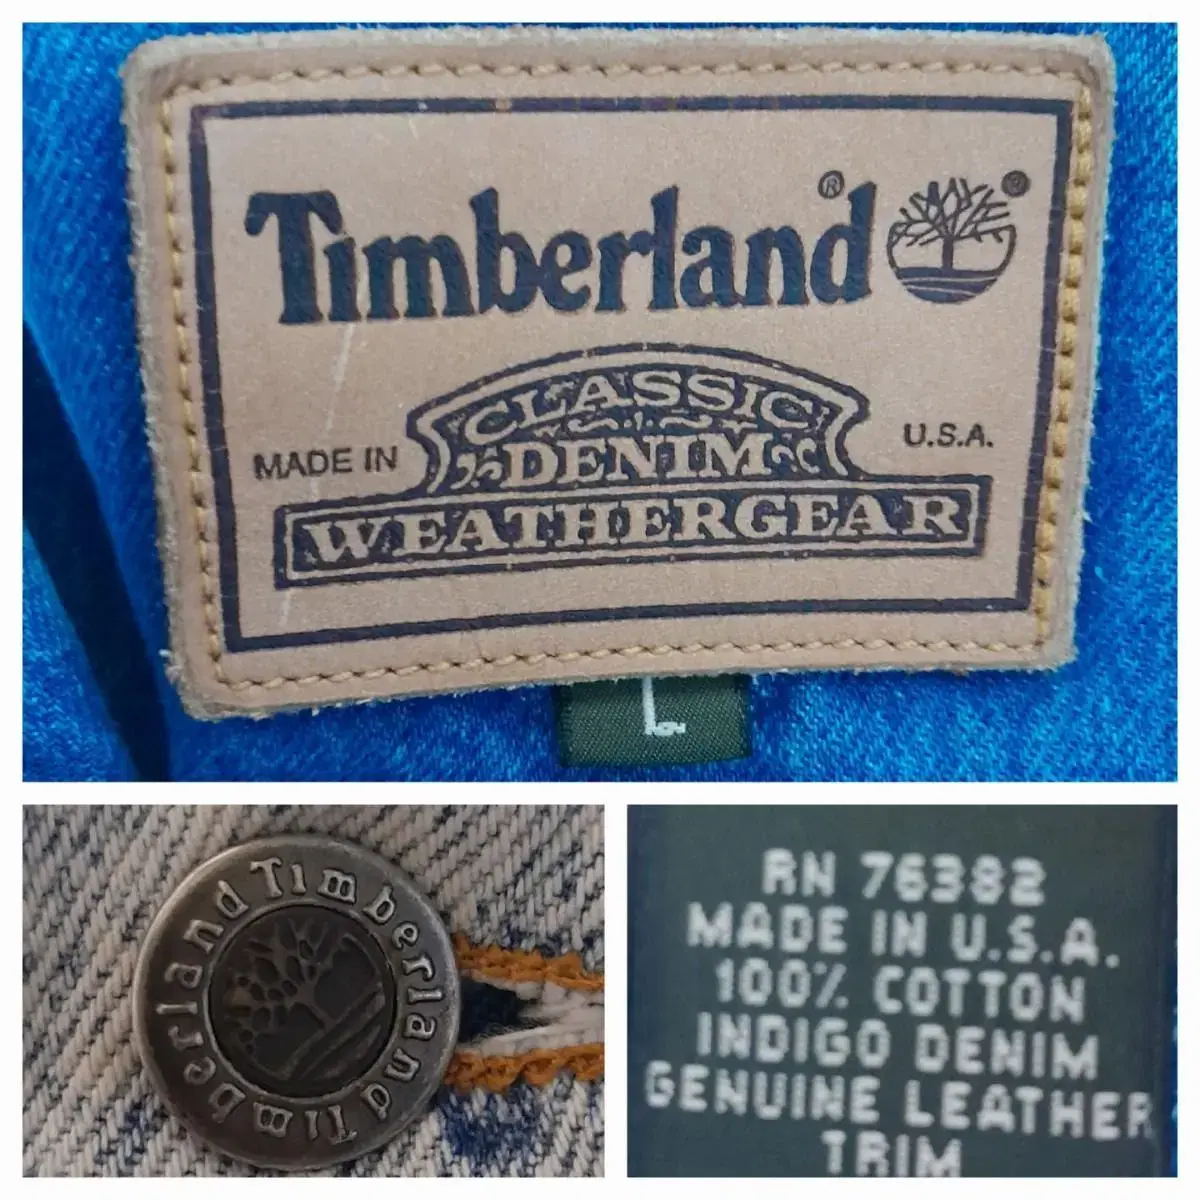 Timberland®
®
MADE IN
CLASSIC
DENIM
U.S.A.
WEATHERGEAR
L
Timberland Timberland
RN 76382
MADE IN U.S.A.
100% COTTON
INDIGO DENIM
GENUINE LEATHER
TRIM